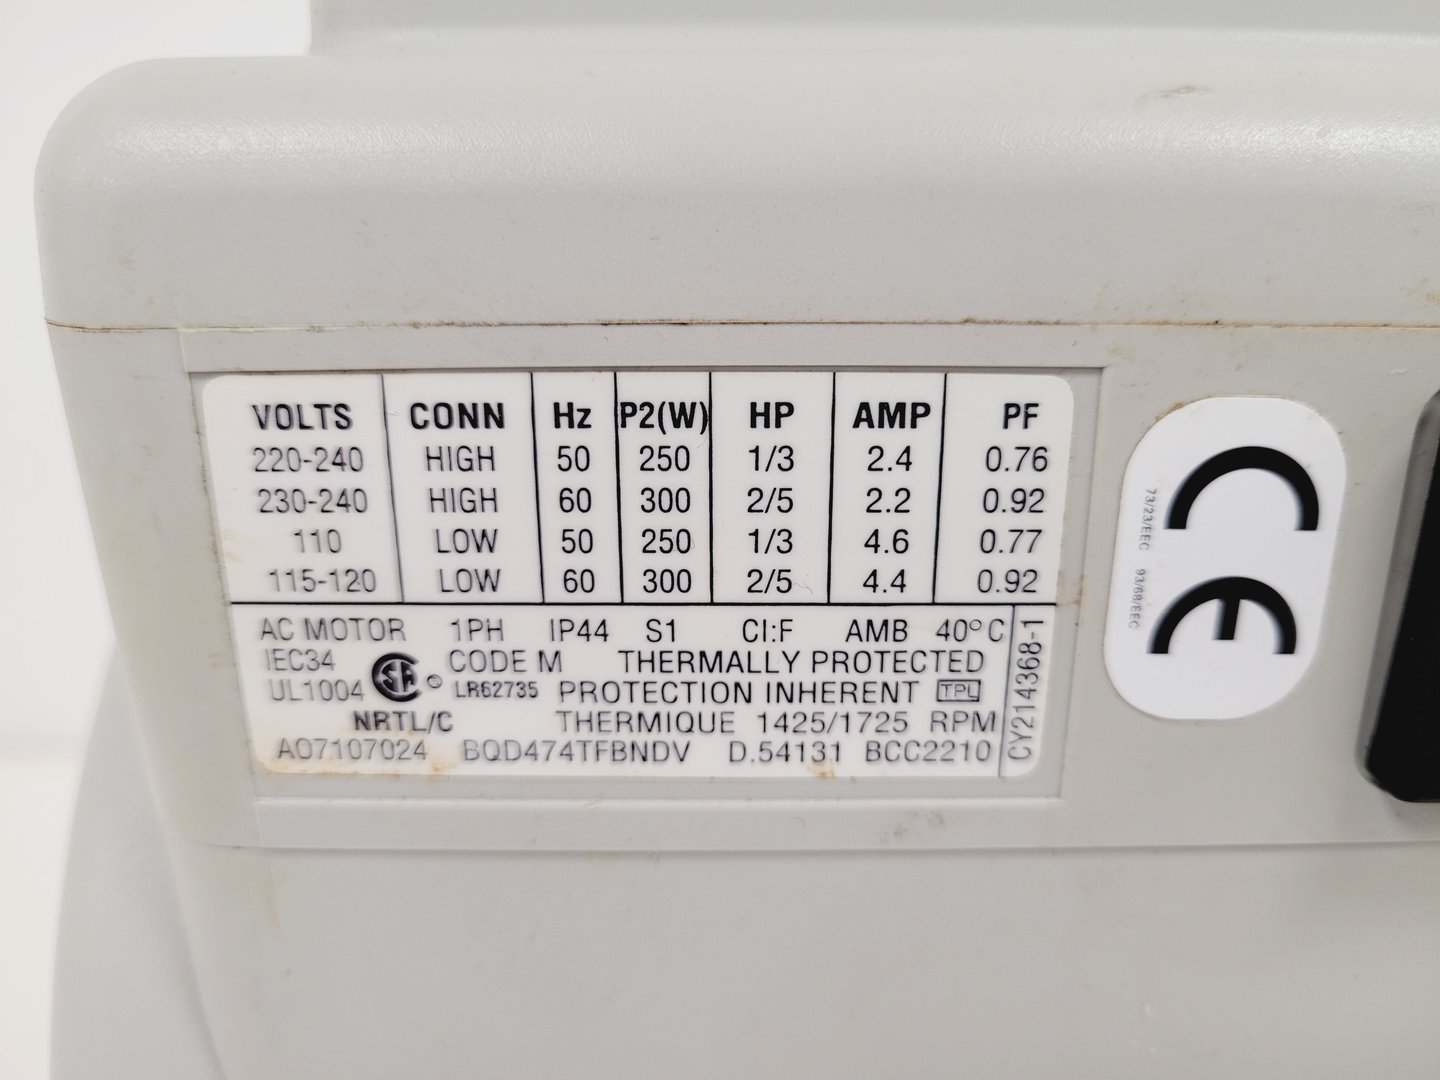 VOLTS CONN Hz P2(W) HP AMP PF
220-240 HIGH 50 250 1/3 2.4 0.76
230-240 HIGH 60 300 2/5 2.2 0.92
110 LOW 50 250 1/3 4.6 0.77
115-120 LOW 60 300 2/5 4.4 0.92
AC MOTOR 1PH IP44 S1 CI:F AMB 40°C
IEC34 CODE M THERMALLY PROTECTED
UL1004 SA © LR62735 PROTECTION INHERENT TPL
NRTL/C THERMIQUE 1425/1725 RPM
AO7107024 BQD474TFBNDV D.54131 BCC2210
CY214368-1
CE
73/23/EEC 93/68/EEC